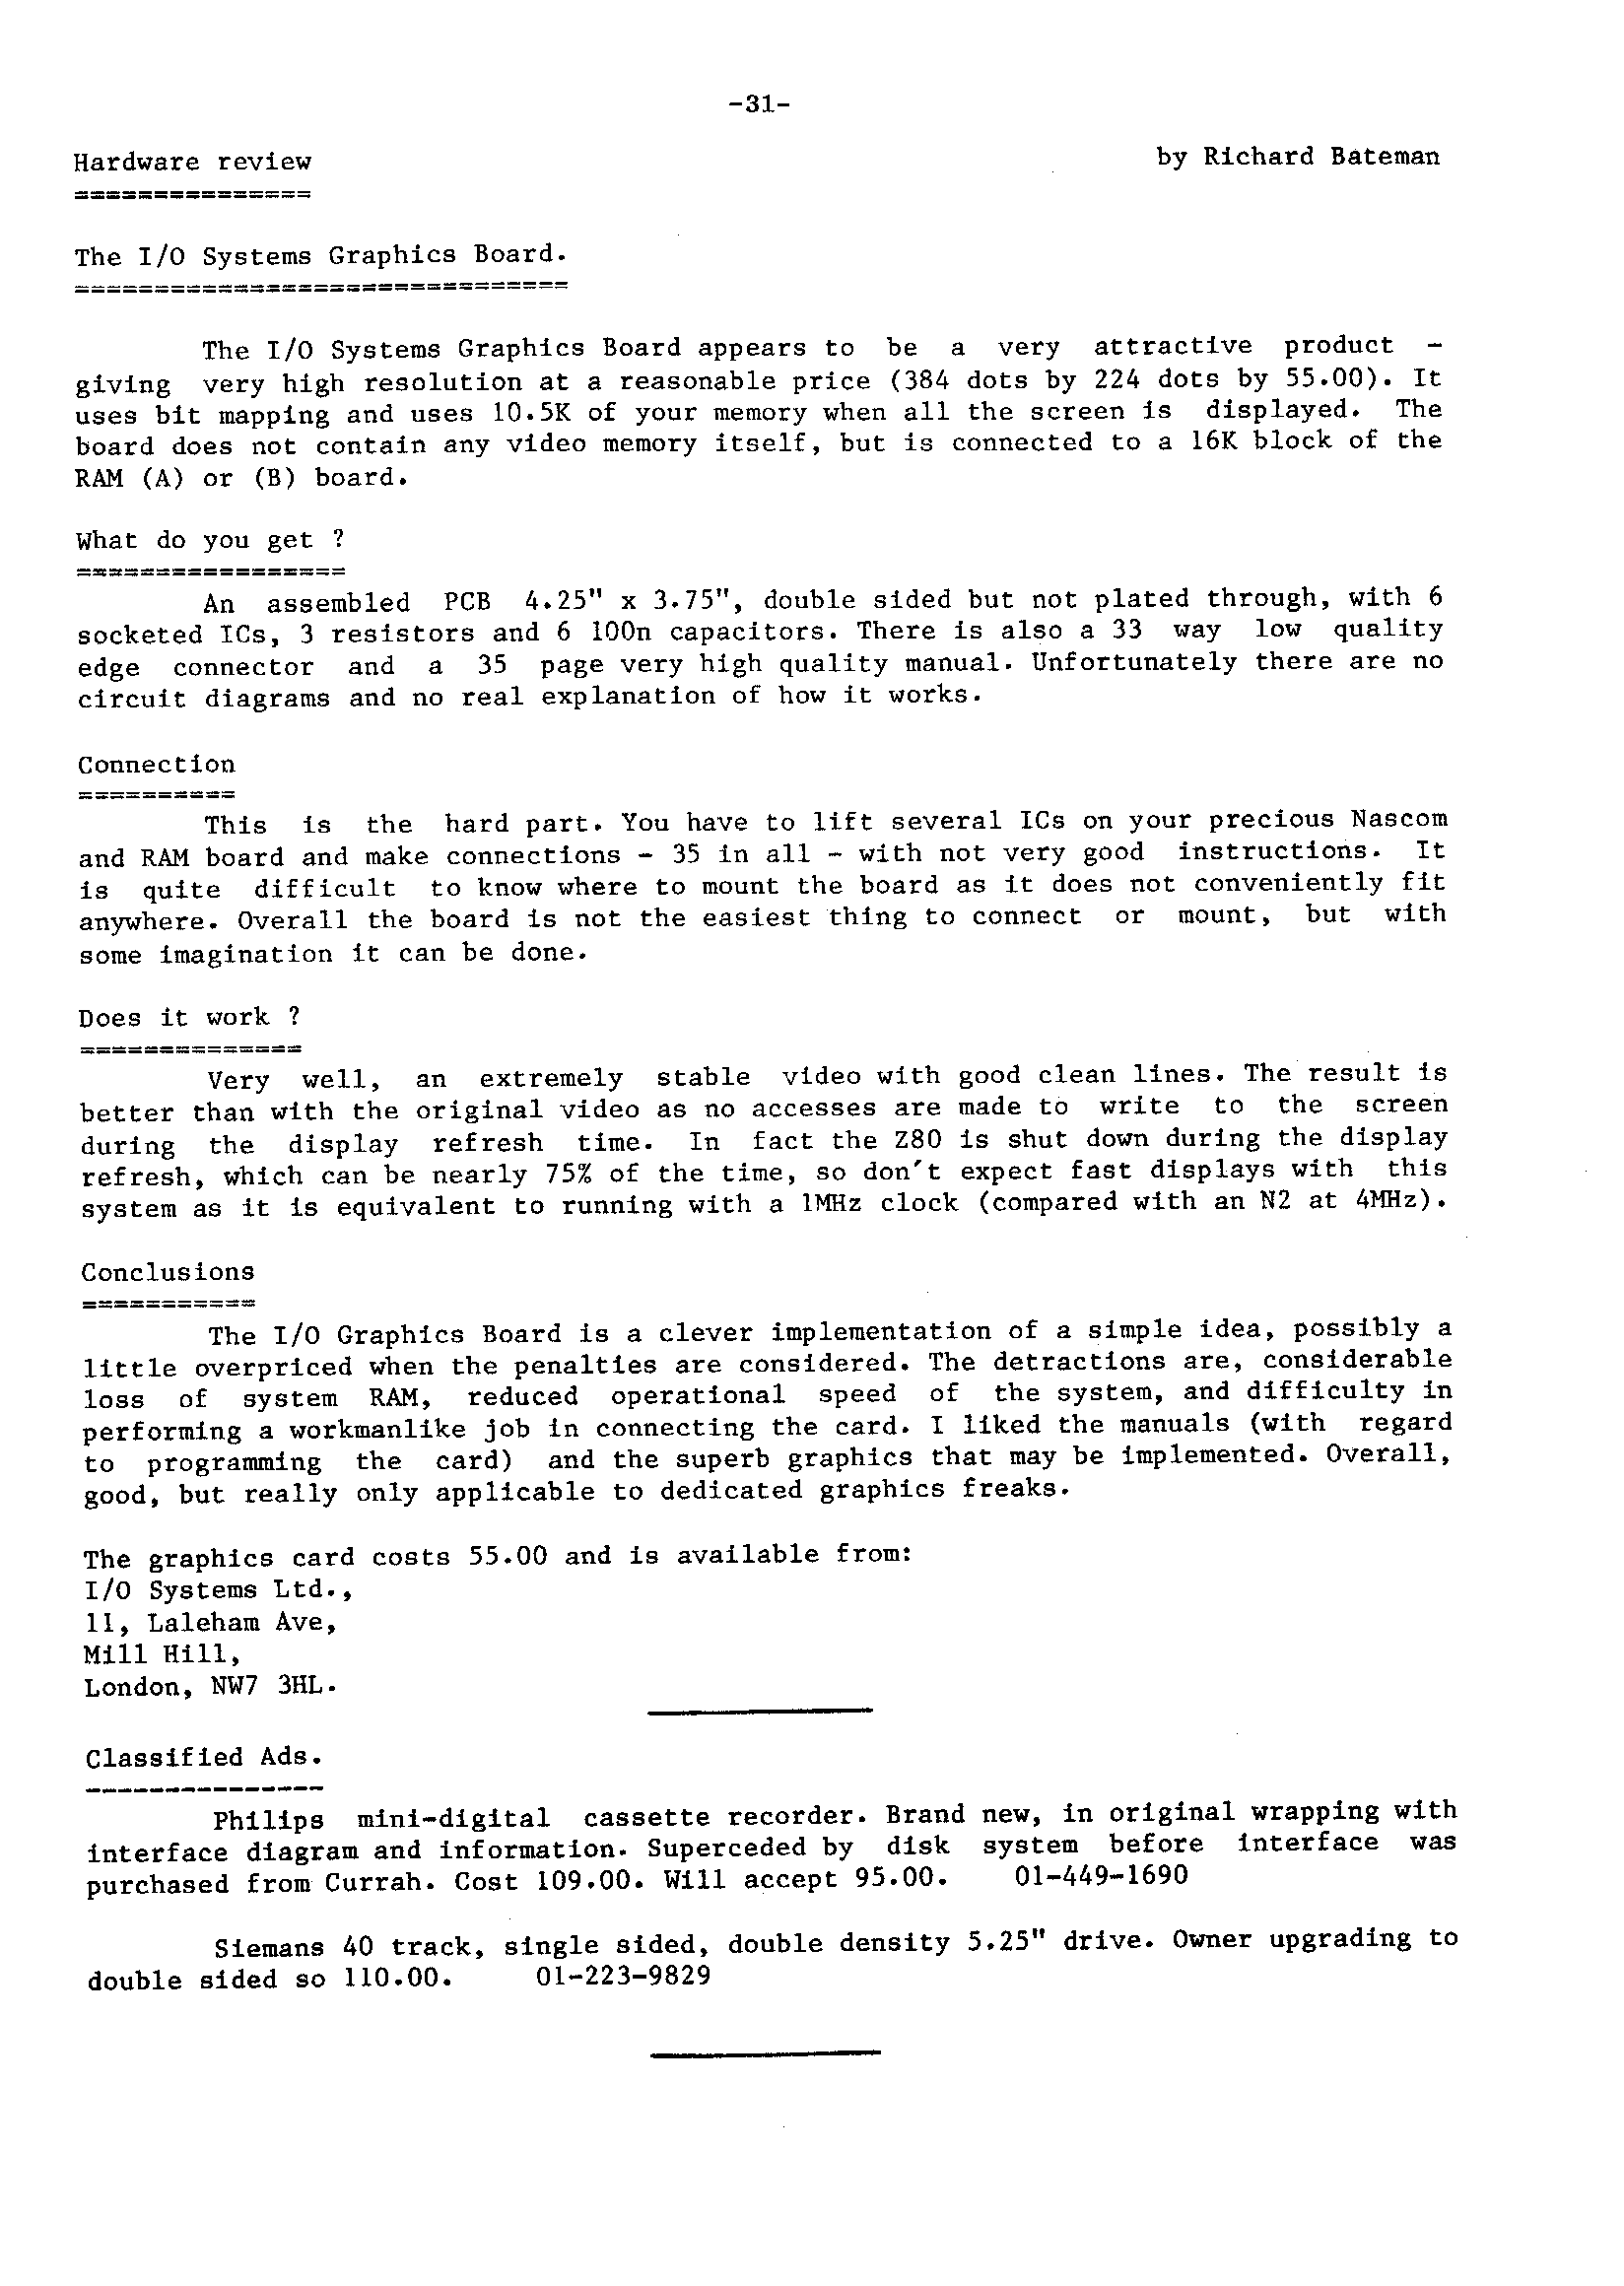 -31-
Hardware review by Richard Bateman
===============
The I/O Systems Graphics Board.
===============================
The I/O Systems Graphics Board appears to be a very attractive product -
giving very high resolution at a reasonable price (384 dots by 224 dots by 55.00). It
uses bit mapping and uses 10.5K of your memory when all the screen is displayed. The
board does not contain any video memory itself, but is connected to a 16K block of the
RAM (A) or (B) board.
What do you get ?
=================
An assembled PCB 4.25" x 3.75", double sided but not plated through, with 6
socketed ICs, 3 resistors and 6 100n capacitors. There is also a 33 way low quality
edge connector and a 35 page very high quality manual. Unfortunately there are no
circuit diagrams and no real explanation of how it works.
Connection
==========
This is the hard part. You have to lift several ICs on your precious Nascom
and RAM board and make connections - 35 in all - with not very good instructions. It
is quite difficult to know where to mount the board as it does not conveniently fit
anywhere. Overall the board is not the easiest thing to connect or mount, but with
some imagination it can be done.
Does it work ?
==============
Very well, an extremely stable video with good clean lines. The result is
better than with the original video as no accesses are made to write to the screen
during the display refresh time. In fact the Z80 is shut down during the display
refresh, which can be nearly 75% of the time, so don't expect fast displays with this
system as it is equivalent to running with a 1MHz clock (compared with an N2 at 4MHz).
Conclusions
===========
The I/O Graphics Board is a clever implementation of a simple idea, possibly a
little overpriced when the penalties are considered. The detractions are, considerable
loss of system RAM, reduced operational speed of the system, and difficulty in
performing a workmanlike job in connecting the card. I liked the manuals (with regard
to programming the card) and the superb graphics that may be implemented. Overall,
good, but really only applicable to dedicated graphics freaks.
The graphics card costs 55.00 and is available from:
I/O Systems Ltd.,
11, Laleham Ave,
Mill Hill,
London, NW7 3HL.
Classified Ads.
---------------
Philips mini-digital cassette recorder. Brand new, in original wrapping with
interface diagram and information. Superceded by disk system before interface was
purchased from Currah. Cost 109.00. Will accept 95.00. 01-449-1690
Siemans 40 track, single sided, double density 5.25" drive. Owner upgrading to
double sided so 110.00. 01-223-9829